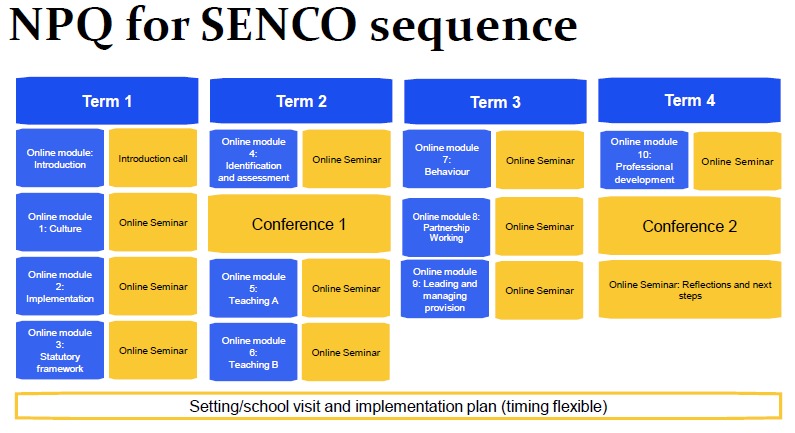 NPQ for SENCO sequence
Term 1
Term 2
Term 3
Term 4
Online module:
Introduction
Introduction call
Online module
4:
Identification
and assessment
Online Seminar
Online module
7:
Behaviour
Online Seminar
Online module
10:
Professional
development
Online Seminar
Online module
1: Culture
Online Seminar
Conference 1
Online module 8:
Partnership
Working
Online Seminar
Conference 2
Online module
2:
Implementation
Online Seminar
Online module
5:
Teaching A
Online Seminar
Online module
9: Leading and
managing
provision
Online Seminar
Online Seminar: Reflections and next
steps
Online module
3:
Statutory
framework
Online Seminar
Online module
6:
Teaching B
Online Seminar
Setting/school visit and implementation plan (timing flexible)